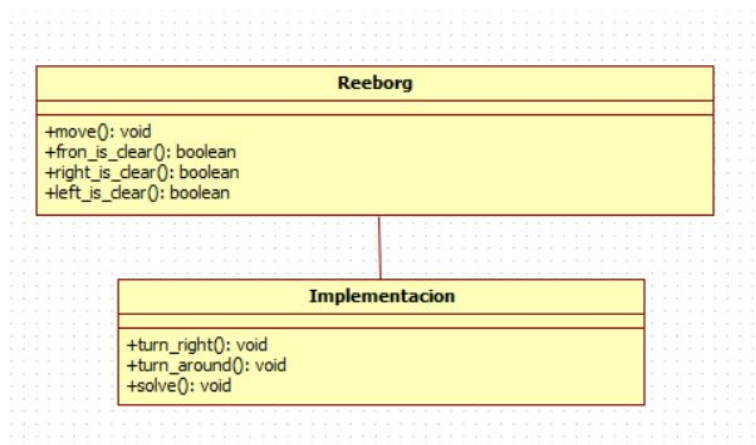 Reeborg
+move(): void
+fron_is_clear(): boolean
+right_is_clear(): boolean
+left_is_clear(): boolean
Implementacion
+turn_right(): void
+turn_around(): void
+solve(): void